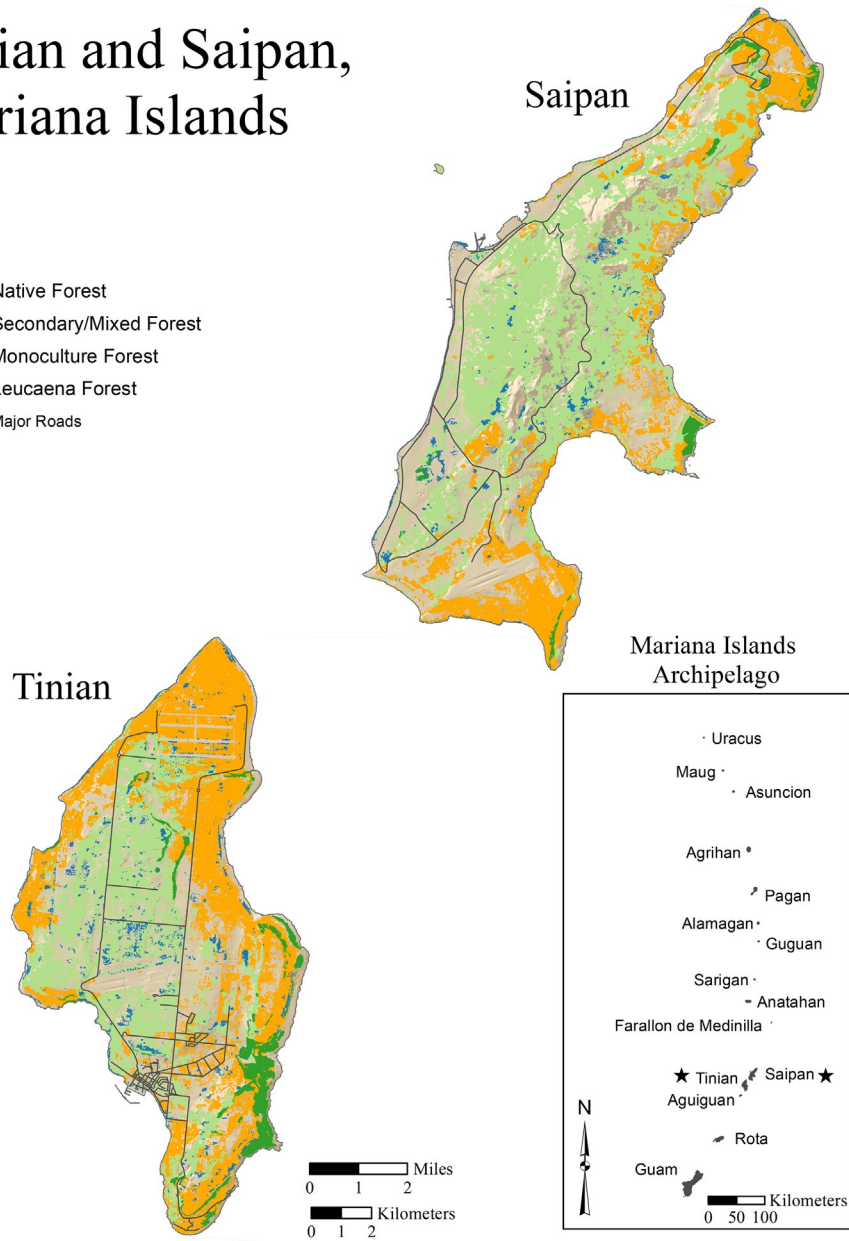 ian and Saipan,
riana Islands
Saipan
Native Forest
Secondary/Mixed Forest
Monoculture Forest
Leucaena Forest
Major Roads
Tinian
Miles
0 1 2
Kilometers
0 1 2
Mariana Islands
Archipelago
Uracus
Maug
Asuncion
Agrihan
Pagan
Alamagan
Guguan
Sarigan
Anatahan
Farallon de Medinilla
Tinian
Saipan
Aguiguan
N
Rota
Guam
Kilometers
0 50 100